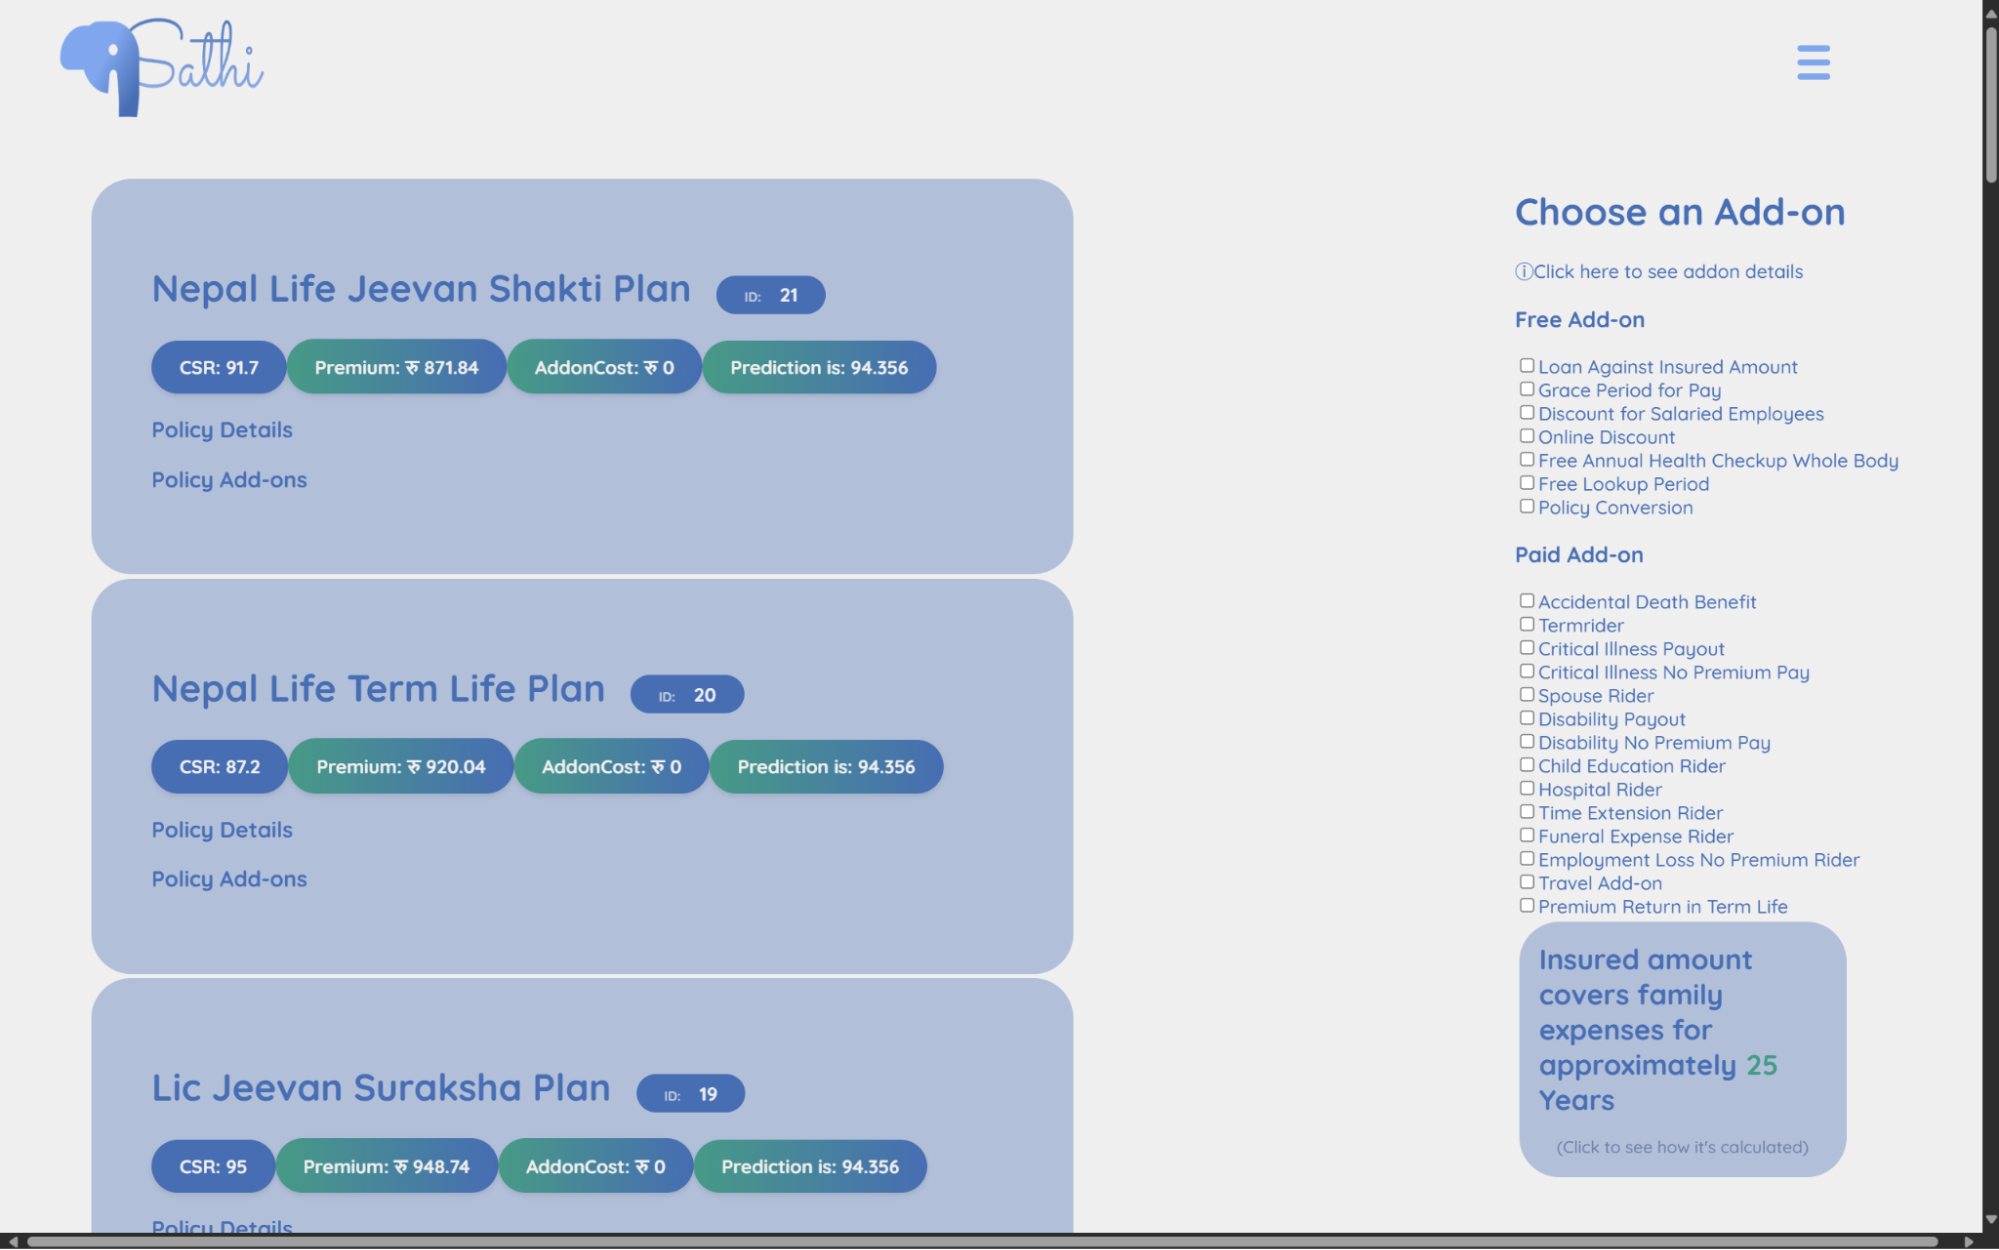 Sathi
Nepal Life Jeevan Shakti Plan ID: 21
CSR: 91.7 Premium: रु 871.84 AddonCost: रु 0 Prediction is: 94.356
Policy Details
Policy Add-ons
Nepal Life Term Life Plan ID: 20
CSR: 87.2 Premium: रु 920.04 AddonCost: रु 0 Prediction is: 94.356
Policy Details
Policy Add-ons
Lic Jeevan Suraksha Plan ID: 19
CSR: 95 Premium: रु 948.74 AddonCost: रु 0 Prediction is: 94.356
Policy Details
Choose an Add-on
ⓘClick here to see addon details
Free Add-on
Loan Against Insured Amount
Grace Period for Pay
Discount for Salaried Employees
Online Discount
Free Annual Health Checkup Whole Body
Free Lookup Period
Policy Conversion
Paid Add-on
Accidental Death Benefit
Termrider
Critical Illness Payout
Critical Illness No Premium Pay
Spouse Rider
Disability Payout
Disability No Premium Pay
Child Education Rider
Hospital Rider
Time Extension Rider
Funeral Expense Rider
Employment Loss No Premium Rider
Travel Add-on
Premium Return in Term Life
Insured amount
covers family
expenses for
approximately 25
Years
(Click to see how it's calculated)